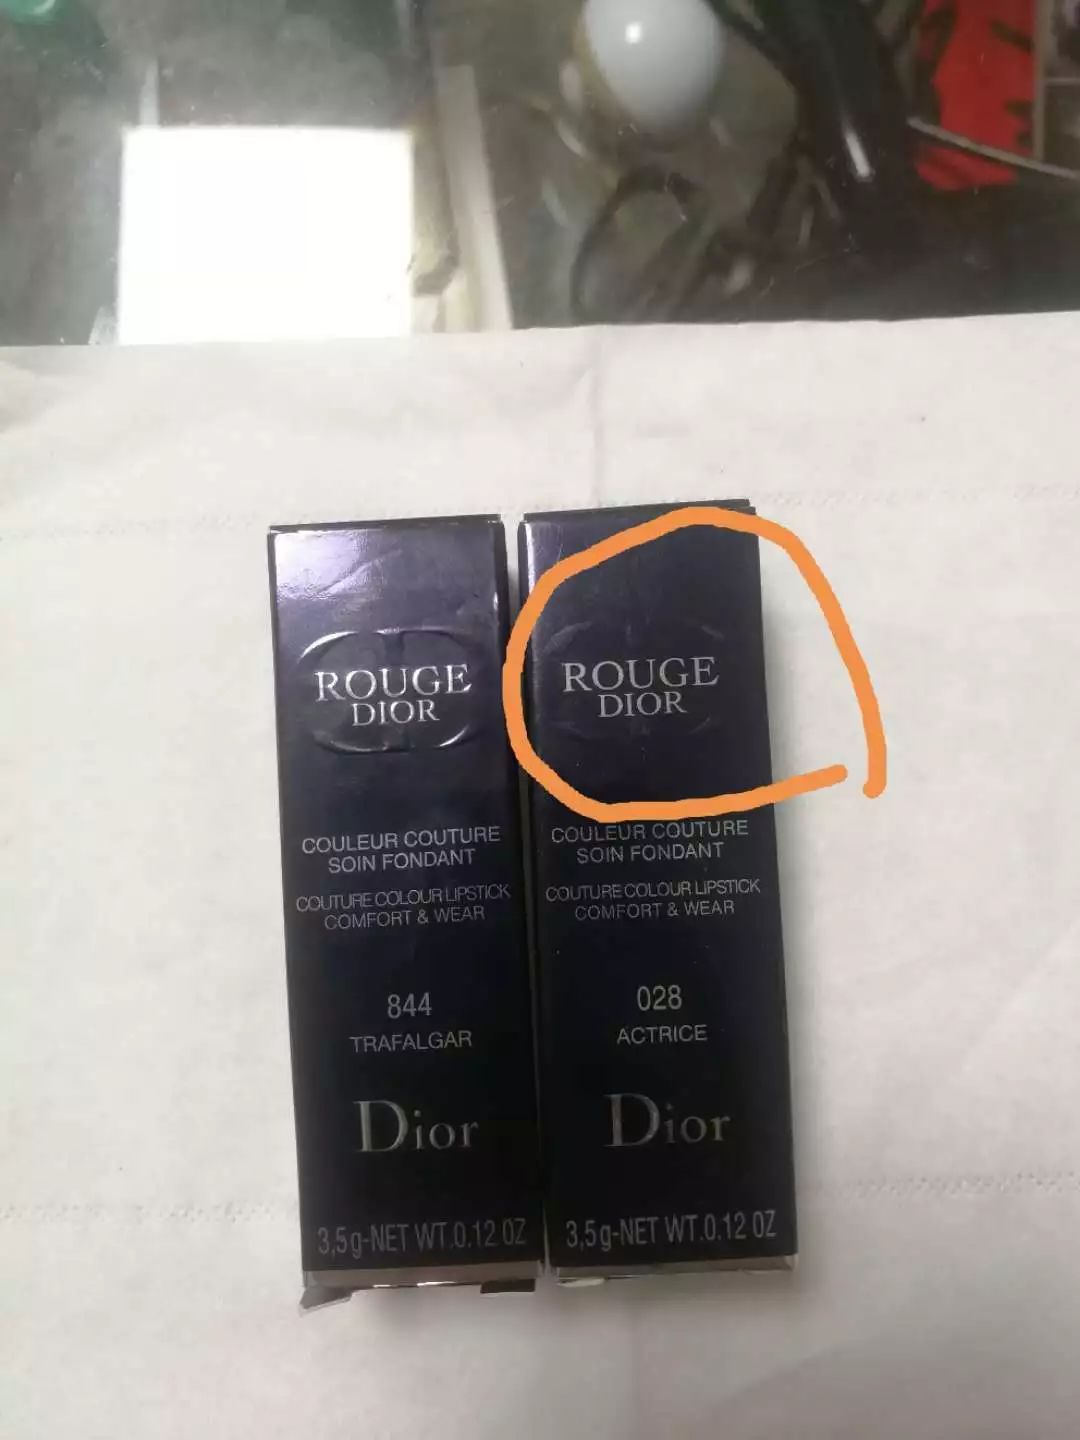 ROUGE
DIOR
COULEUR COUTURE
SOIN FONDANT
COUTURE COLOUR LIPSTICK
COMFORT & WEAR
844
TRAFALGAR
Dior
3,5g-NET WT.0.12 OZ
ROUGE
DIOR
COULEUR COUTURE
SOIN FONDANT
COUTURE COLOUR LIPSTICK
COMFORT & WEAR
028
ACTRICE
Dior
3,5g-NET WT.0.12 OZ